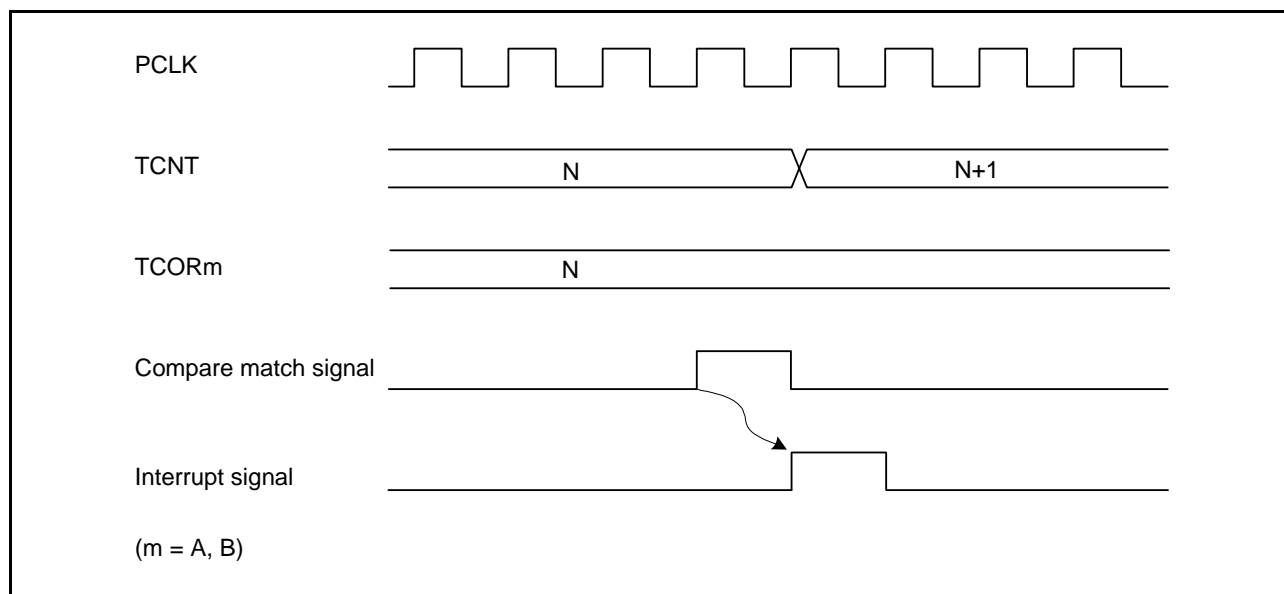 PCLK
TCNT
N
N+1
TCORm
N
Compare match signal
Interrupt signal
(m = A, B)